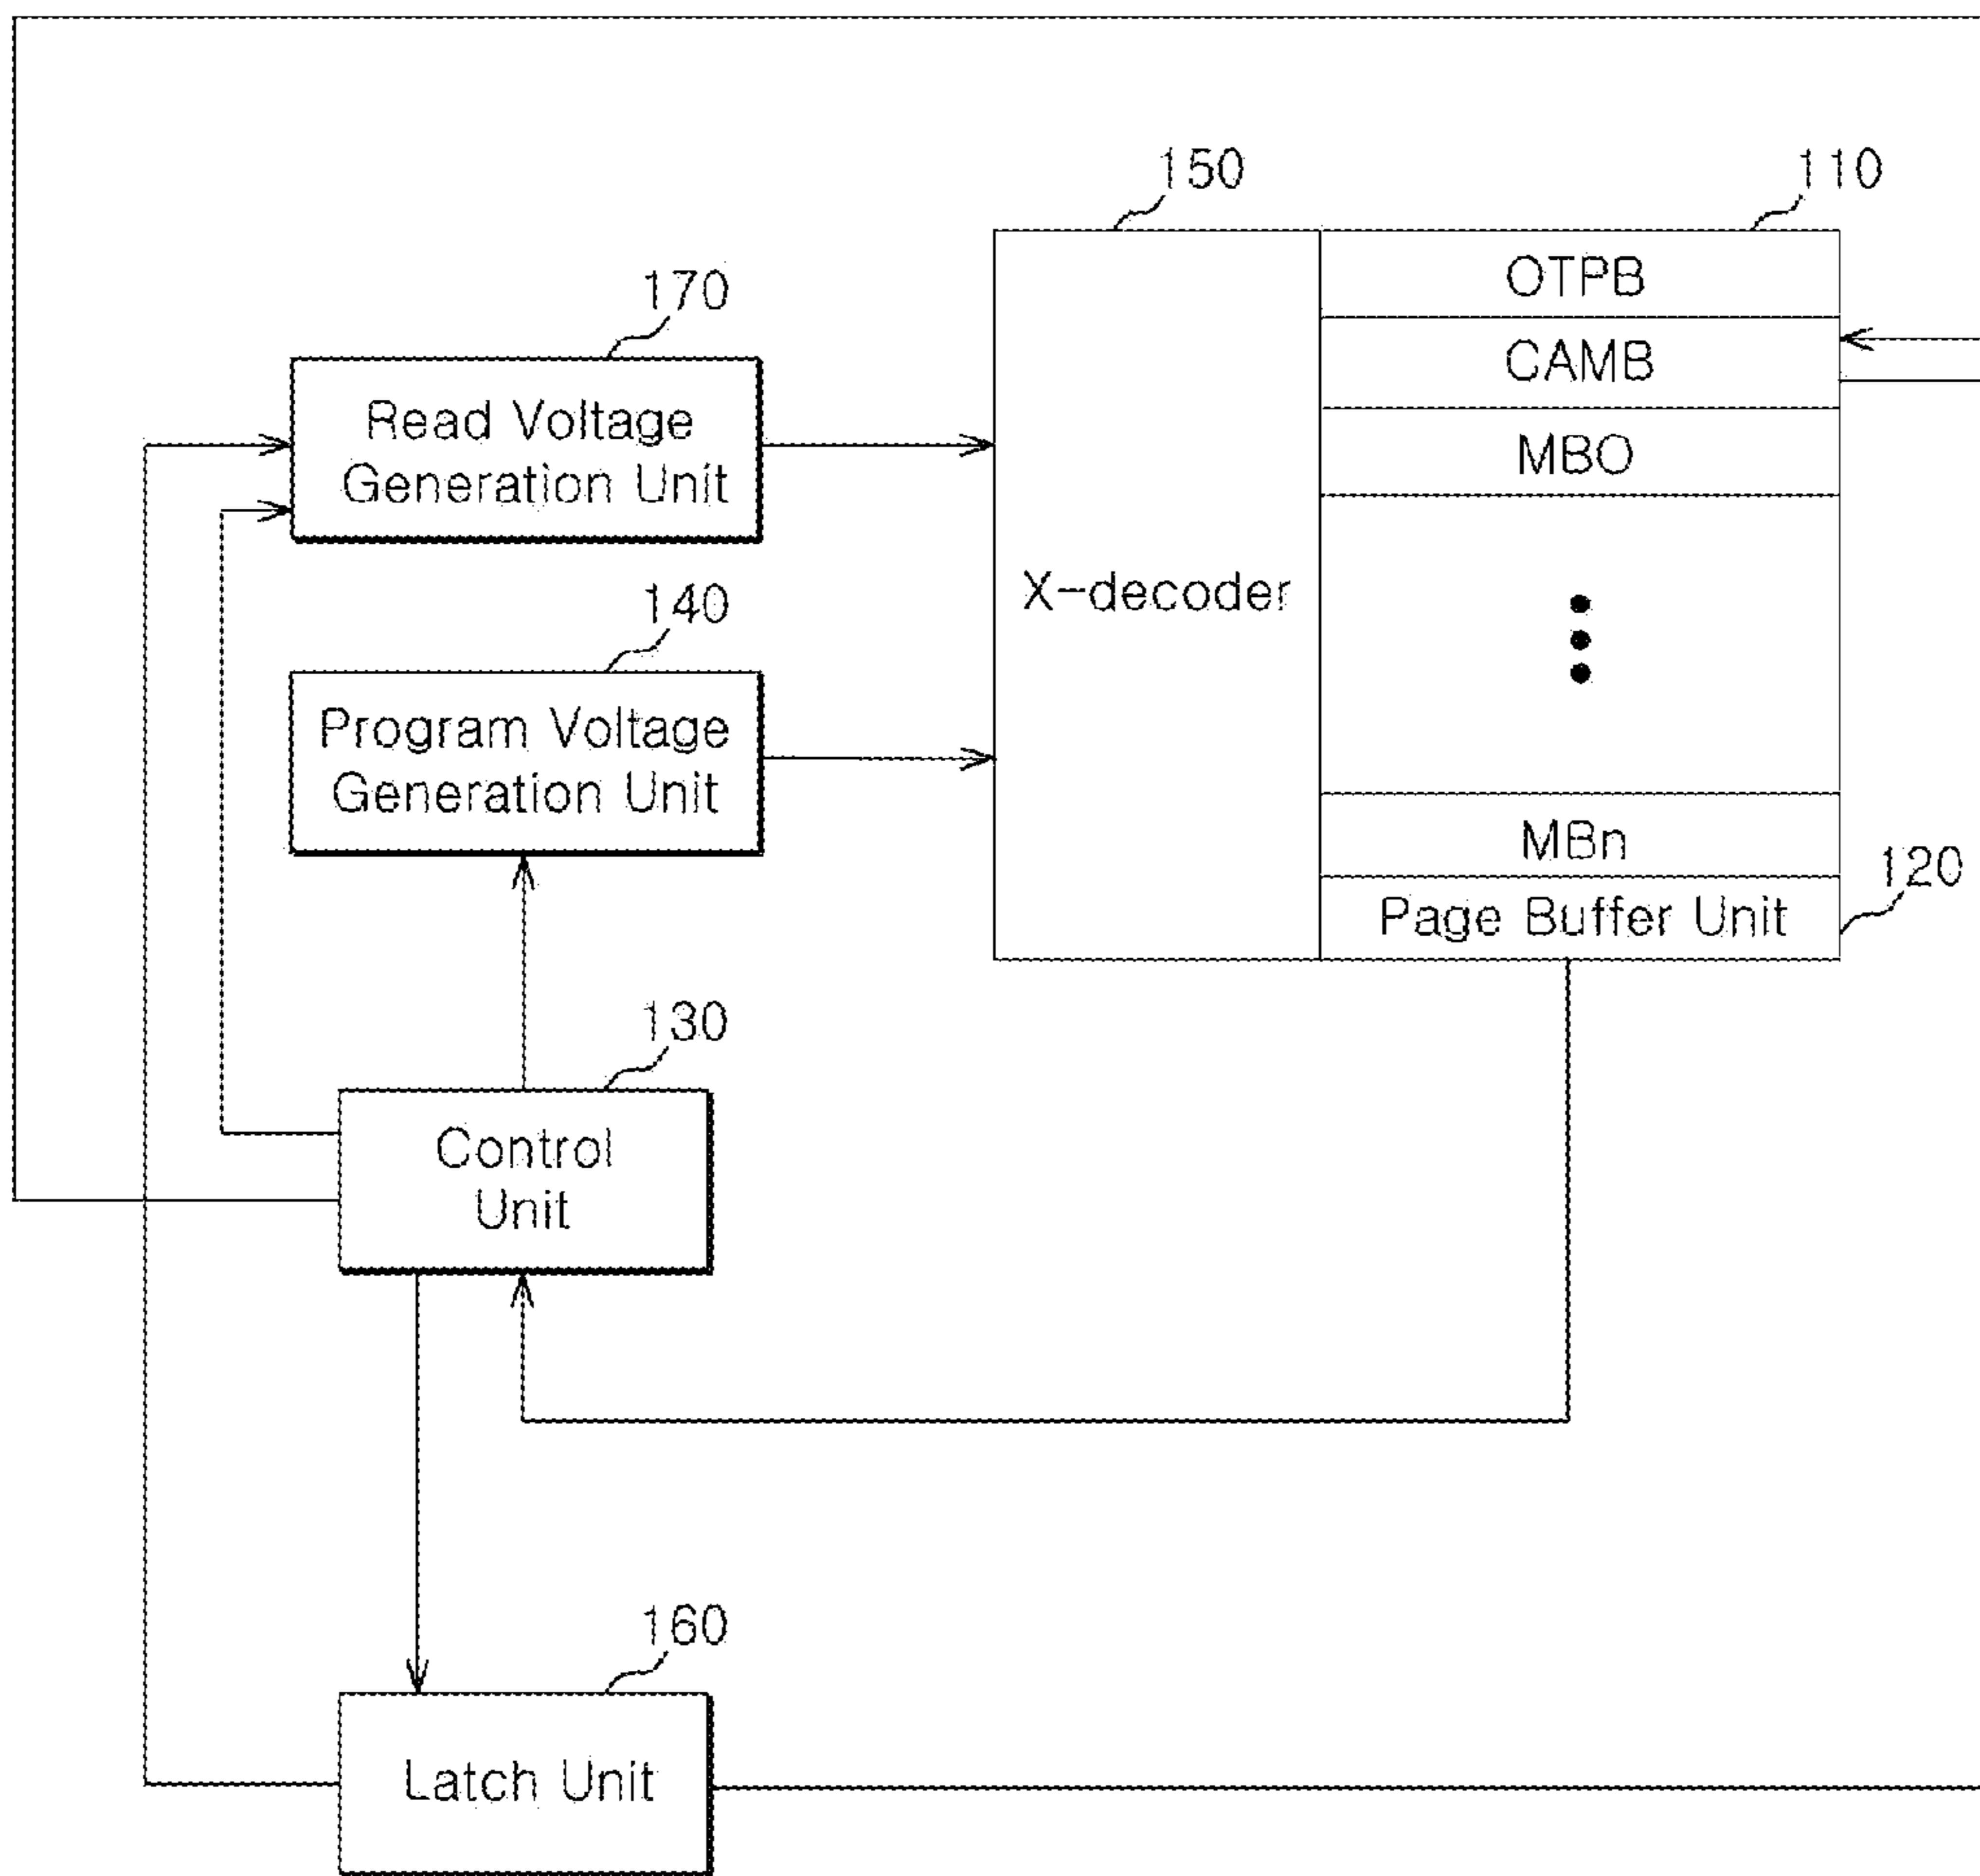 150
110
OTPB
170
CAMB
Read Voltage
Generation Unit
MBO
140
X-decoder
Program Voltage
Generation Unit
MBn
120
Page Buffer Unit
130
Control
Unit
160
Latch Unit